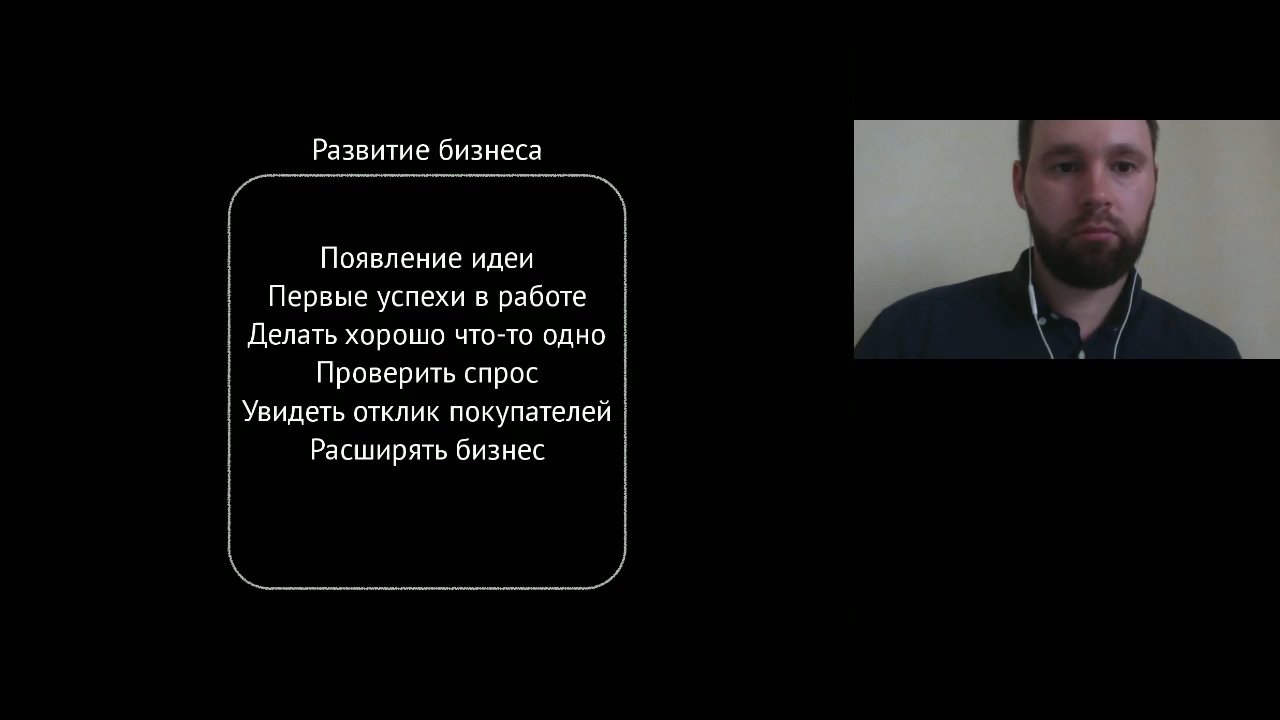 Развитие бизнеса
Появление идеи
Первые успехи в работе
Делать хорошо что-то одно
Проверить спрос
Увидеть отклик покупателей
Расширять бизнес